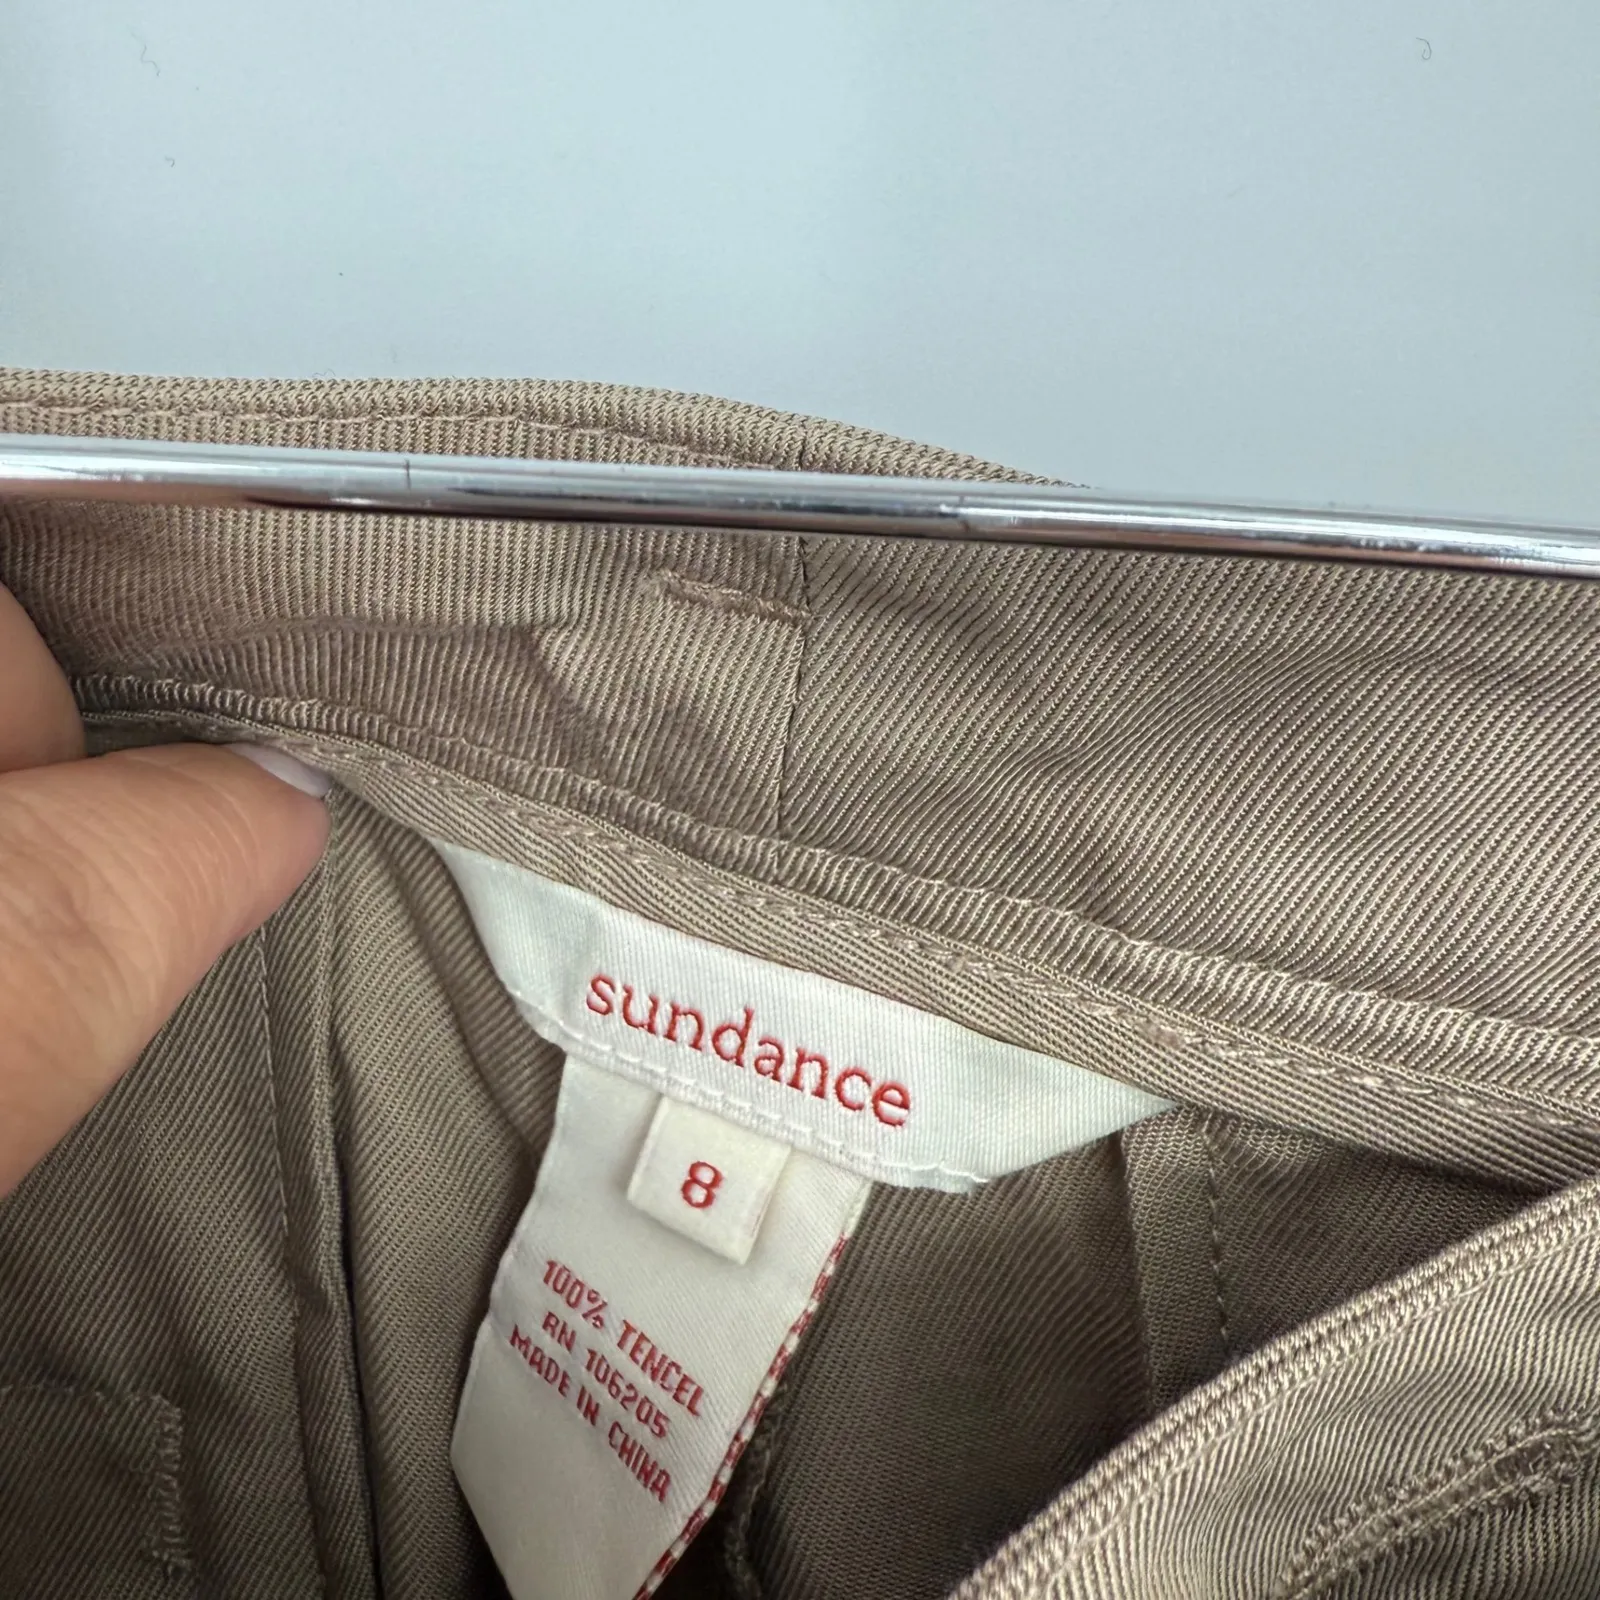 sundance
8
100% TENCEL
RN 106205
MADE IN CHINA